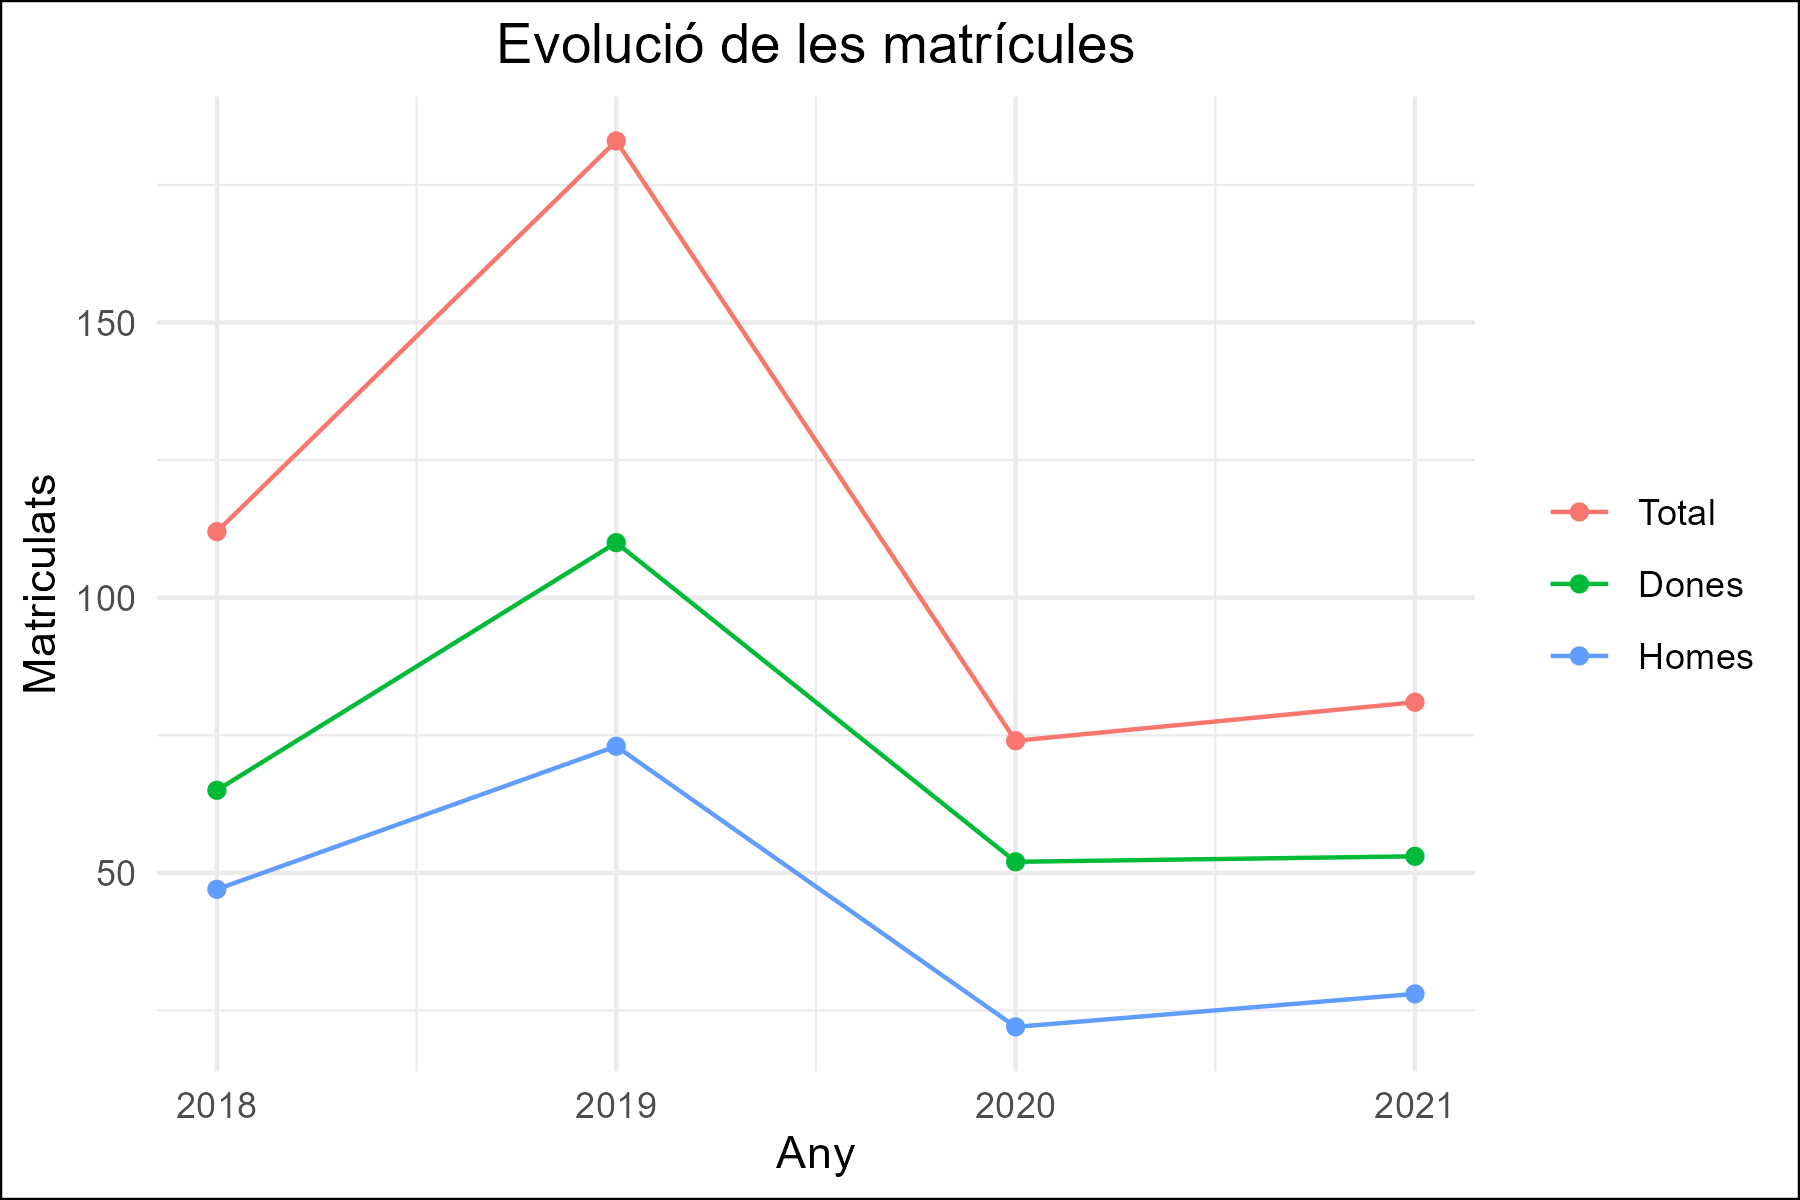 Evolució de les matrícules
Matriculats
150
100
50
2018
2019
2020
2021
Any
Total
Dones
Homes